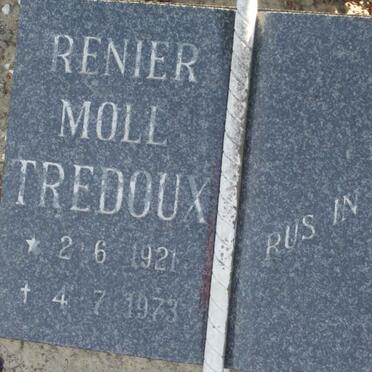 RENIER
MOLL
TREDOUX
* 2 6 1921
† 4 7 1973
RUS IN